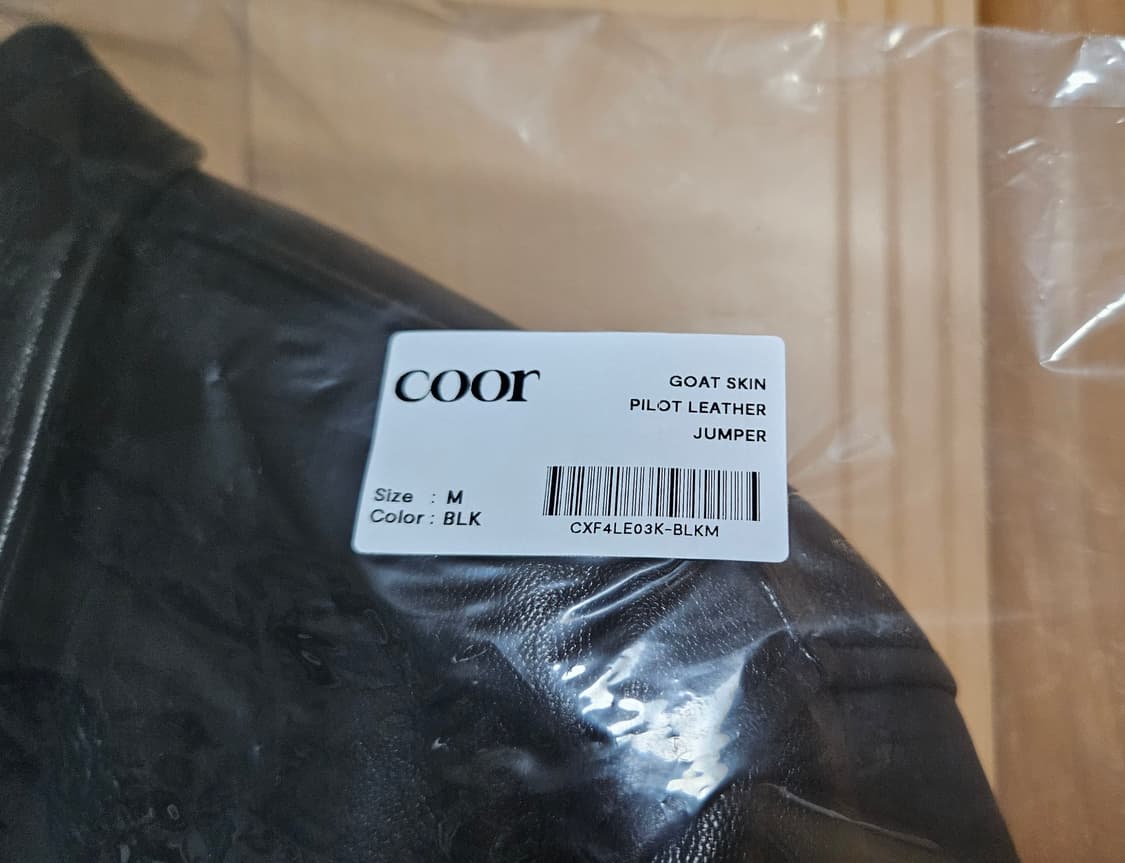 coor
GOAT SKIN
PILOT LEATHER
JUMPER
Size : M
Color : BLK
CXF4LE03K-BLKM